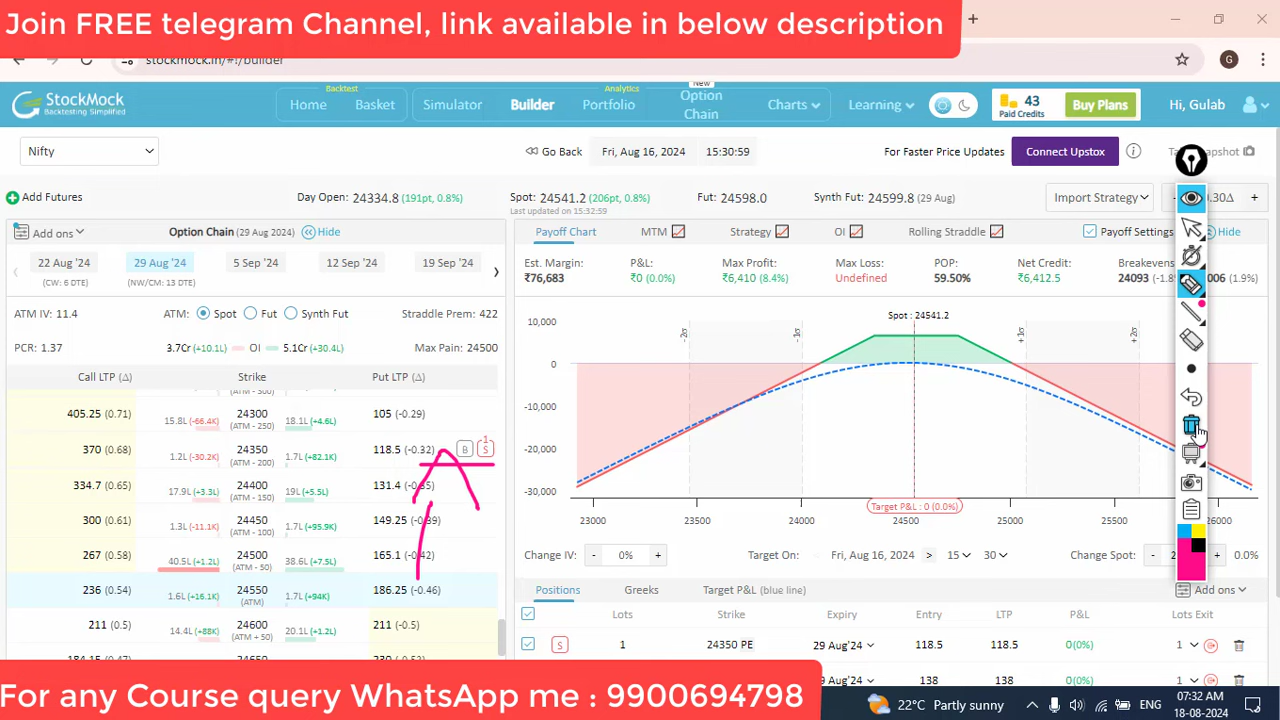 Join FREE telegram Channel, link available in below description
stockmock.in/#!/builder
G
StockMock
Backtesting Simplified
Backtest
Home Basket Simulator Builder
Analytics
Portfolio
New
Option
Chain
Charts Learning
43
Paid Credits
Buy Plans
Hi, Gulab
Nifty
Go Back
Fri, Aug 16, 2024
15:30:59
For Faster Price Updates
Connect Upstox
Add Futures
Day Open: 24334.8 (191pt, 0.8%)
Spot: 24541.2 (206pt, 0.8%)
Last updated on 15:32:59
Fut: 24598.0
Synth Fut: 24599.8 (29 Aug)
Import Strategy
- 0.30Δ +
Add ons
Option Chain (29 Aug 2024) Hide
22 Aug '24
(CW: 6 DTE)
29 Aug '24
(NW/CM: 13 DTE)
5 Sep '24
12 Sep '24
19 Sep '24
ATM IV: 11.4
ATM: Spot Fut Synth Fut
Straddle Prem: 422
PCR: 1.37
3.7Cr (+10.1L) OI 5.1Cr (+30.4L)
Max Pain: 24500
Call LTP (Δ) Strike Put LTP (Δ)
405.25 (0.71) 15.8L (-66.4K) 24300 18.1L (+4.6L) 105 (-0.29)
(ATM - 250)
370 (0.68) 1.2L (-30.2K) 24350 1.7L (+82.1K) 118.5 (-0.32) B S 1
(ATM - 200)
334.7 (0.65) 17.9L (+3.3L) 24400 19L (+5.5L) 131.4
(ATM - 150)
300 (0.61) 1.3L (-11.1K) 24450 1.7L (+95.9K) 149.25
(ATM - 100)
267 (0.58) 40.5L (+1.2L) 24500 38.6L (+7.5L) 165.1
(ATM - 50)
236 (0.54) 1.6L (+16.1K) 24550 1.7L (+94K) 186.25 (-0.46)
(ATM)
211 (0.5) 14.4L (+88K) 24600 20.1L (+1.2L) 211 (-0.5)
(ATM + 50)
Payoff Chart MTM Strategy OI Rolling Straddle
Payoff Settings Hide
Est. Margin:
₹76,683
P&L:
₹0 (0.0%)
Max Profit:
₹6,410 (8.4%)
Max Loss:
Undefined
POP:
59.50%
Net Credit:
₹6,412.5
24093
(1.9%)
Spot : 24541.2
10,000
0
-10,000
-20,000
-30,000
-2σ
-1σ
+1σ
+2σ
23000 23500 24000 24500 25000 25500 26000
Target P&L: 0 (0.0%)
Change IV: - 0% +
Target On: Fri, 16 Aug, 2024 > 15 30
Change Spot: - + 0.0%
Positions Greeks Target P&L (blue line)
Add ons
Lots Strike Expiry Entry LTP P&L Lots Exit
S 1 24350 PE 29 Aug'24 118.5 118.5 0(0%) 1
29 Aug'24 138 138 0(0%) 1
For any Course query WhatsApp me : 9900694798
22°C Partly sunny
ENG
07:32 AM
18-08-2024